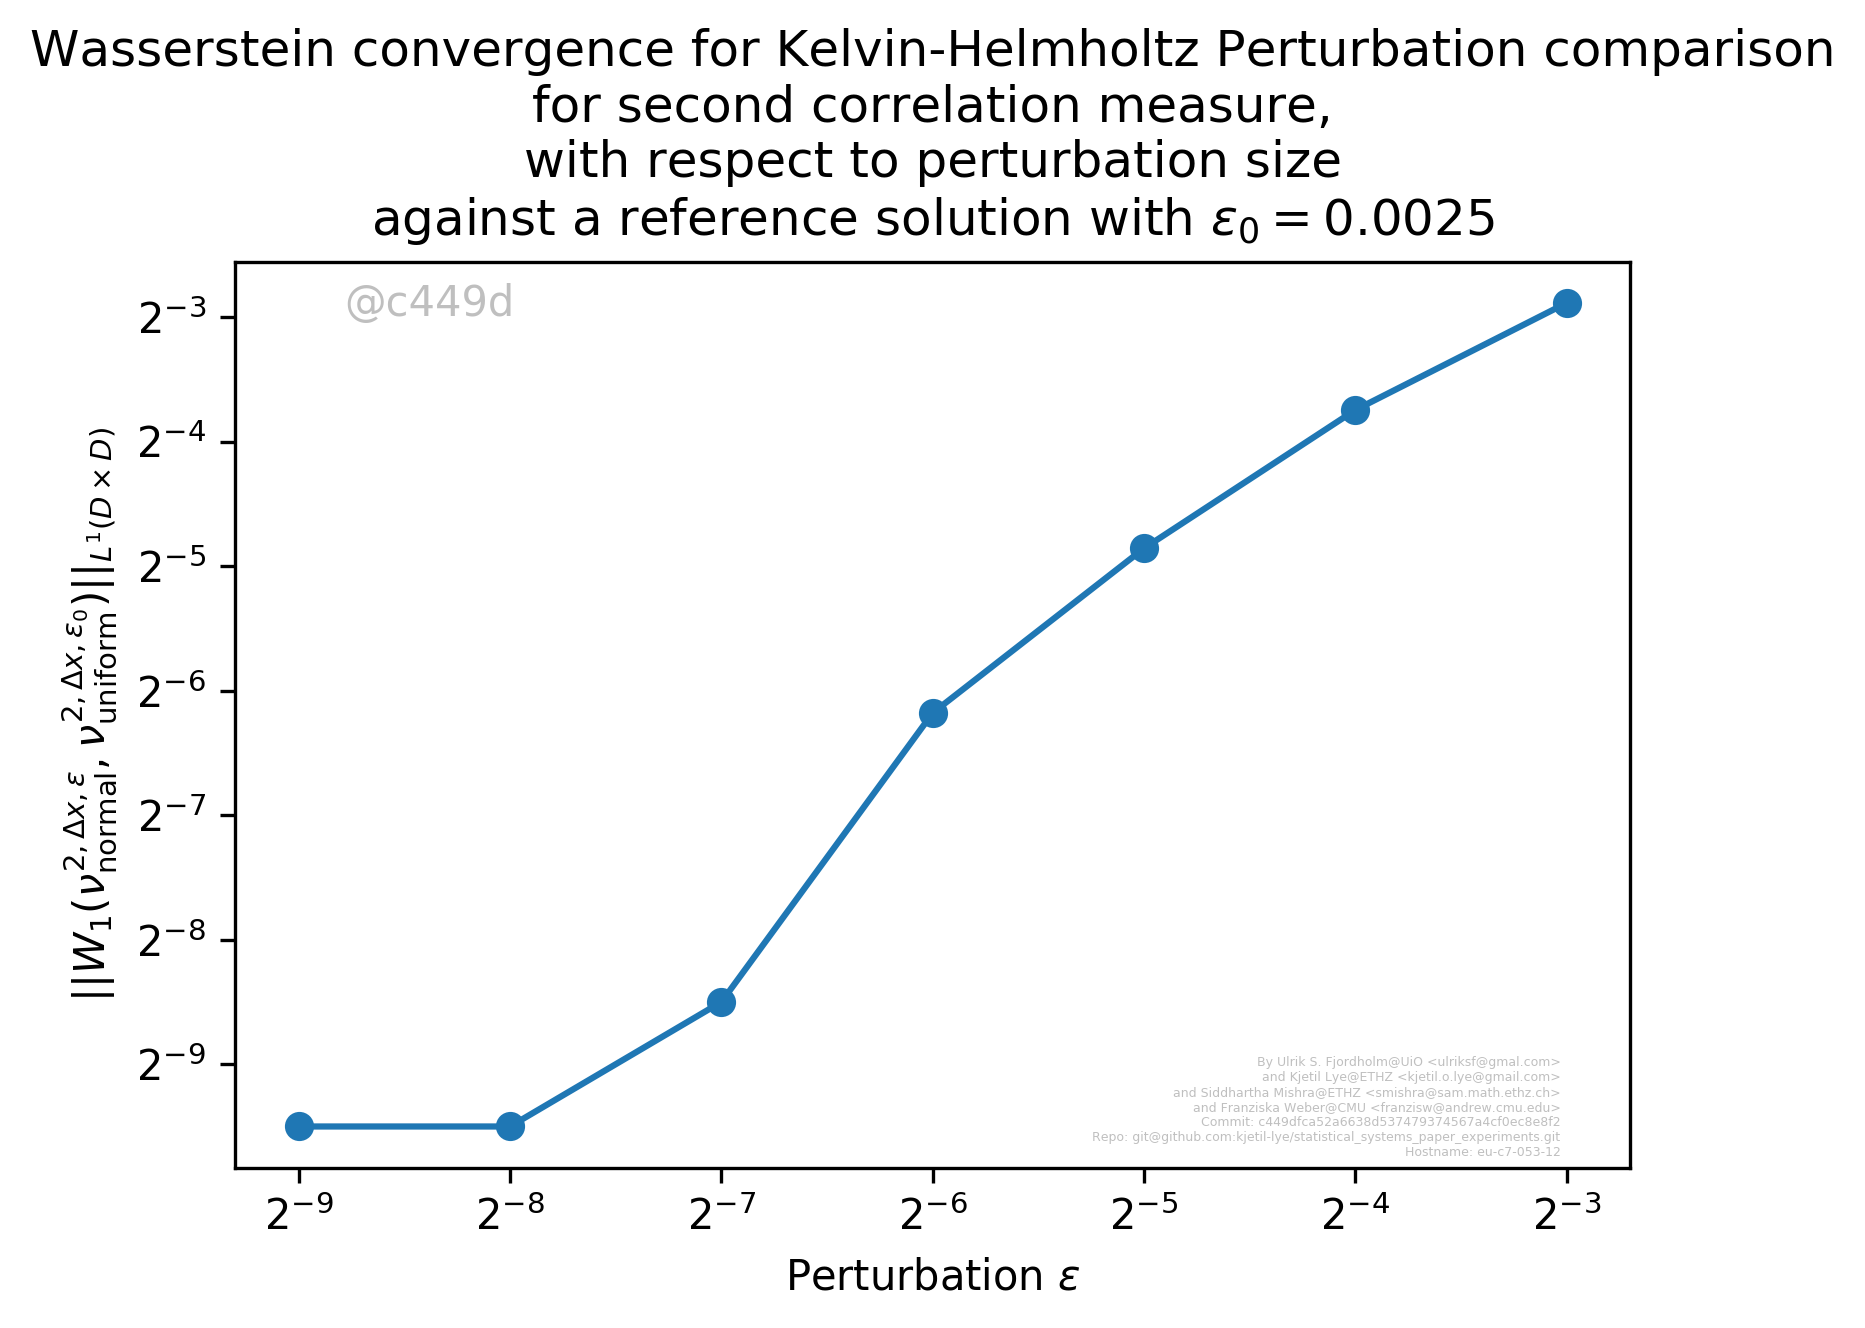 Wasserstein convergence for Kelvin-Helmholtz Perturbation comparison
for second correlation measure,
with respect to perturbation size
against a reference solution with ε₀ = 0.0025
@c449d
2⁻³
2⁻⁴
2⁻⁵
2⁻⁶
2⁻⁷
2⁻⁸
2⁻⁹
||W₁(ν^{2,Δx,ε}_{normal}, ν^{2,Δx,ε₀}_{uniform})||_{L¹(D×D)}
By Ulrik S. Fjordholm@UiO <ulriksf@gmal.com>
and Kjetil Lye@ETHZ <kjetil.o.lye@gmail.com>
and Siddhartha Mishra@ETHZ <smishra@sam.math.ethz.ch>
and Franziska Weber@CMU <franzisw@andrew.cmu.edu>
Commit: c449dfca52a6638d537479374567a4cf0ec8e8f2
Repo: git@github.com:kjetil-lye/statistical_systems_paper_experiments.git
Hostname: eu-c7-053-12
2⁻⁹ 2⁻⁸ 2⁻⁷ 2⁻⁶ 2⁻⁵ 2⁻⁴ 2⁻³
Perturbation ε